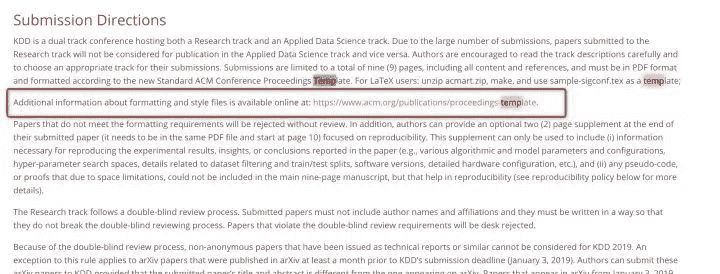 Submission Directions
KDD is a dual track conference hosting both a Research track and an Applied Data Science track. Due to the large number of submissions, papers submitted to the
Research track will not be considered for publication in the Applied Data Science track and vice versa. Authors are encouraged to read the track descriptions carefully and
to choose an appropriate track for their submissions. Submissions are limited to a total of nine (9) pages, including all content and references, and must be in PDF format
and formatted according to the new Standard ACM Conference Proceedings Template. For LaTeX users: unzip acmart.zip, make, and use sample-sigconf.tex as a template;
Additional information about formatting and style files is available online at: https://www.acm.org/publications/proceedings-template.
Papers that do not meet the formatting requirements will be rejected without review. In addition, authors can provide an optional two (2) page supplement at the end of
their submitted paper (it needs to be in the same PDF file and start at page 10) focused on reproducibility. This supplement can only be used to include (i) information
necessary for reproducing the experimental results, insights, or conclusions reported in the paper (e.g., various algorithmic and model parameters and configurations,
hyper-parameter search spaces, details related to dataset filtering and train/test splits, software versions, detailed hardware configuration, etc.), and (ii) any pseudo-code,
or proofs that due to space limitations, could not be included in the main nine-page manuscript, but that help in reproducibility (see reproducibility policy below for more
details).
The Research track follows a double-blind review process. Submitted papers must not include author names and affiliations and they must be written in a way so that
they do not break the double-blind reviewing process. Papers that violate the double-blind review requirements will be desk rejected.
Because of the double-blind review process, non-anonymous papers that have been issued as technical reports or similar cannot be considered for KDD 2019. An
exception to this rule applies to arXiv papers that were published in arXiv at least a month prior to KDD's submission deadline (January 3, 2019). Authors can submit these
arXiv papers to KDD provided that the submitted paper's title and abstract is different from the one appearing on arXiv. Papers that appear in arXiv from January 3, 2019